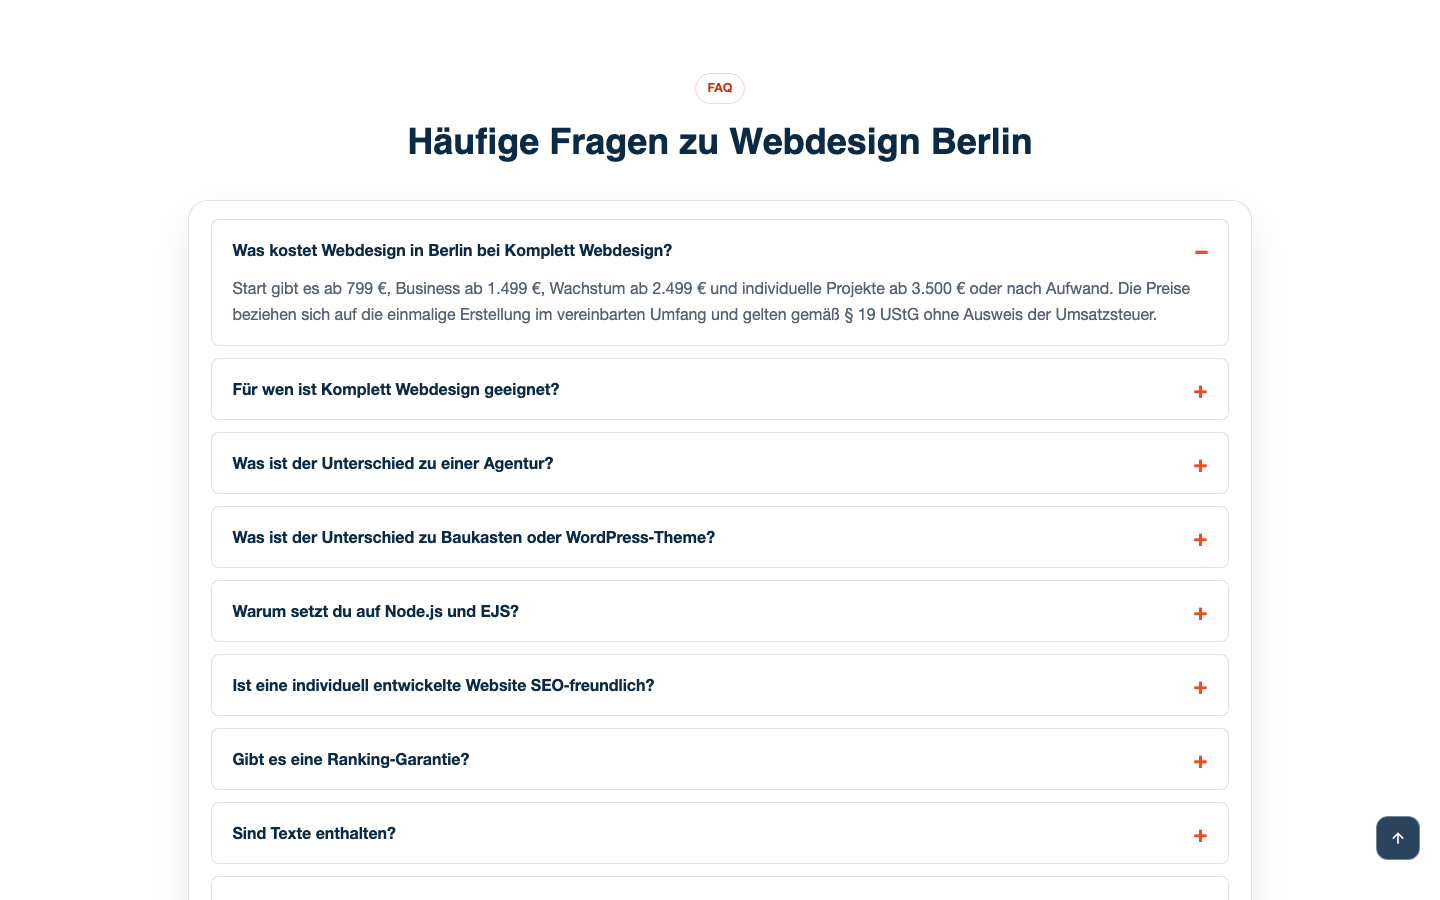 FAQ
Häufige Fragen zu Webdesign Berlin
Was kostet Webdesign in Berlin bei Komplett Webdesign?
Start gibt es ab 799 €, Business ab 1.499 €, Wachstum ab 2.499 € und individuelle Projekte ab 3.500 € oder nach Aufwand. Die Preise
beziehen sich auf die einmalige Erstellung im vereinbarten Umfang und gelten gemäß § 19 UStG ohne Ausweis der Umsatzsteuer.
Für wen ist Komplett Webdesign geeignet?
Was ist der Unterschied zu einer Agentur?
Was ist der Unterschied zu Baukasten oder WordPress-Theme?
Warum setzt du auf Node.js und EJS?
Ist eine individuell entwickelte Website SEO-freundlich?
Gibt es eine Ranking-Garantie?
Sind Texte enthalten?